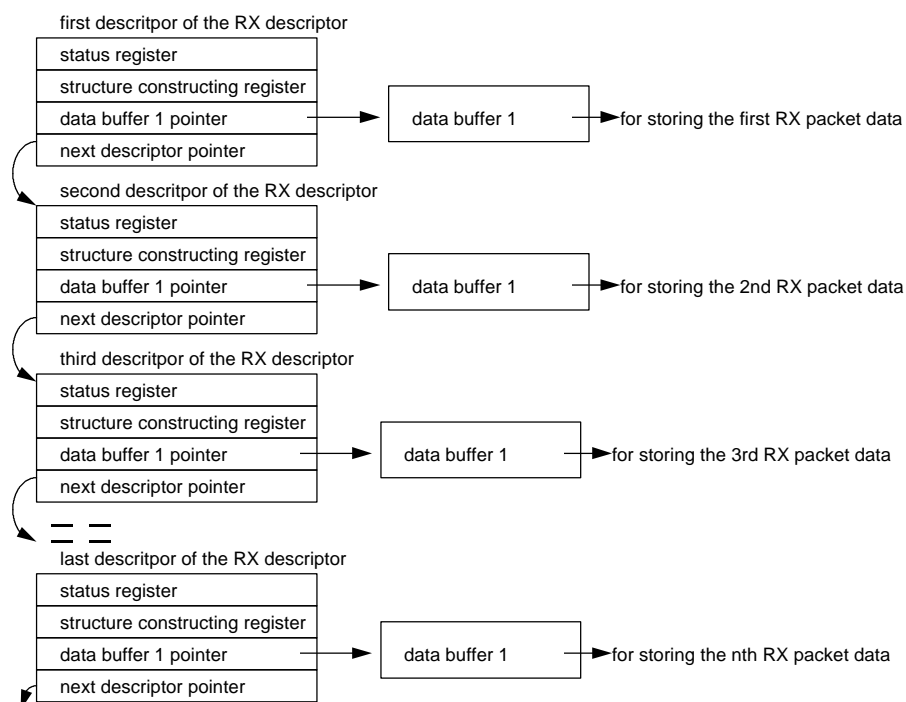 first descritpor of the RX descriptor
status register
structure constructing register
data buffer 1 pointer
data buffer 1
for storing the first RX packet data
next descriptor pointer
second descritpor of the RX descriptor
status register
structure constructing register
data buffer 1 pointer
data buffer 1
for storing the 2nd RX packet data
next descriptor pointer
third descritpor of the RX descriptor
status register
structure constructing register
data buffer 1 pointer
data buffer 1
for storing the 3rd RX packet data
next descriptor pointer
last descritpor of the RX descriptor
status register
structure constructing register
data buffer 1 pointer
data buffer 1
for storing the nth RX packet data
next descriptor pointer